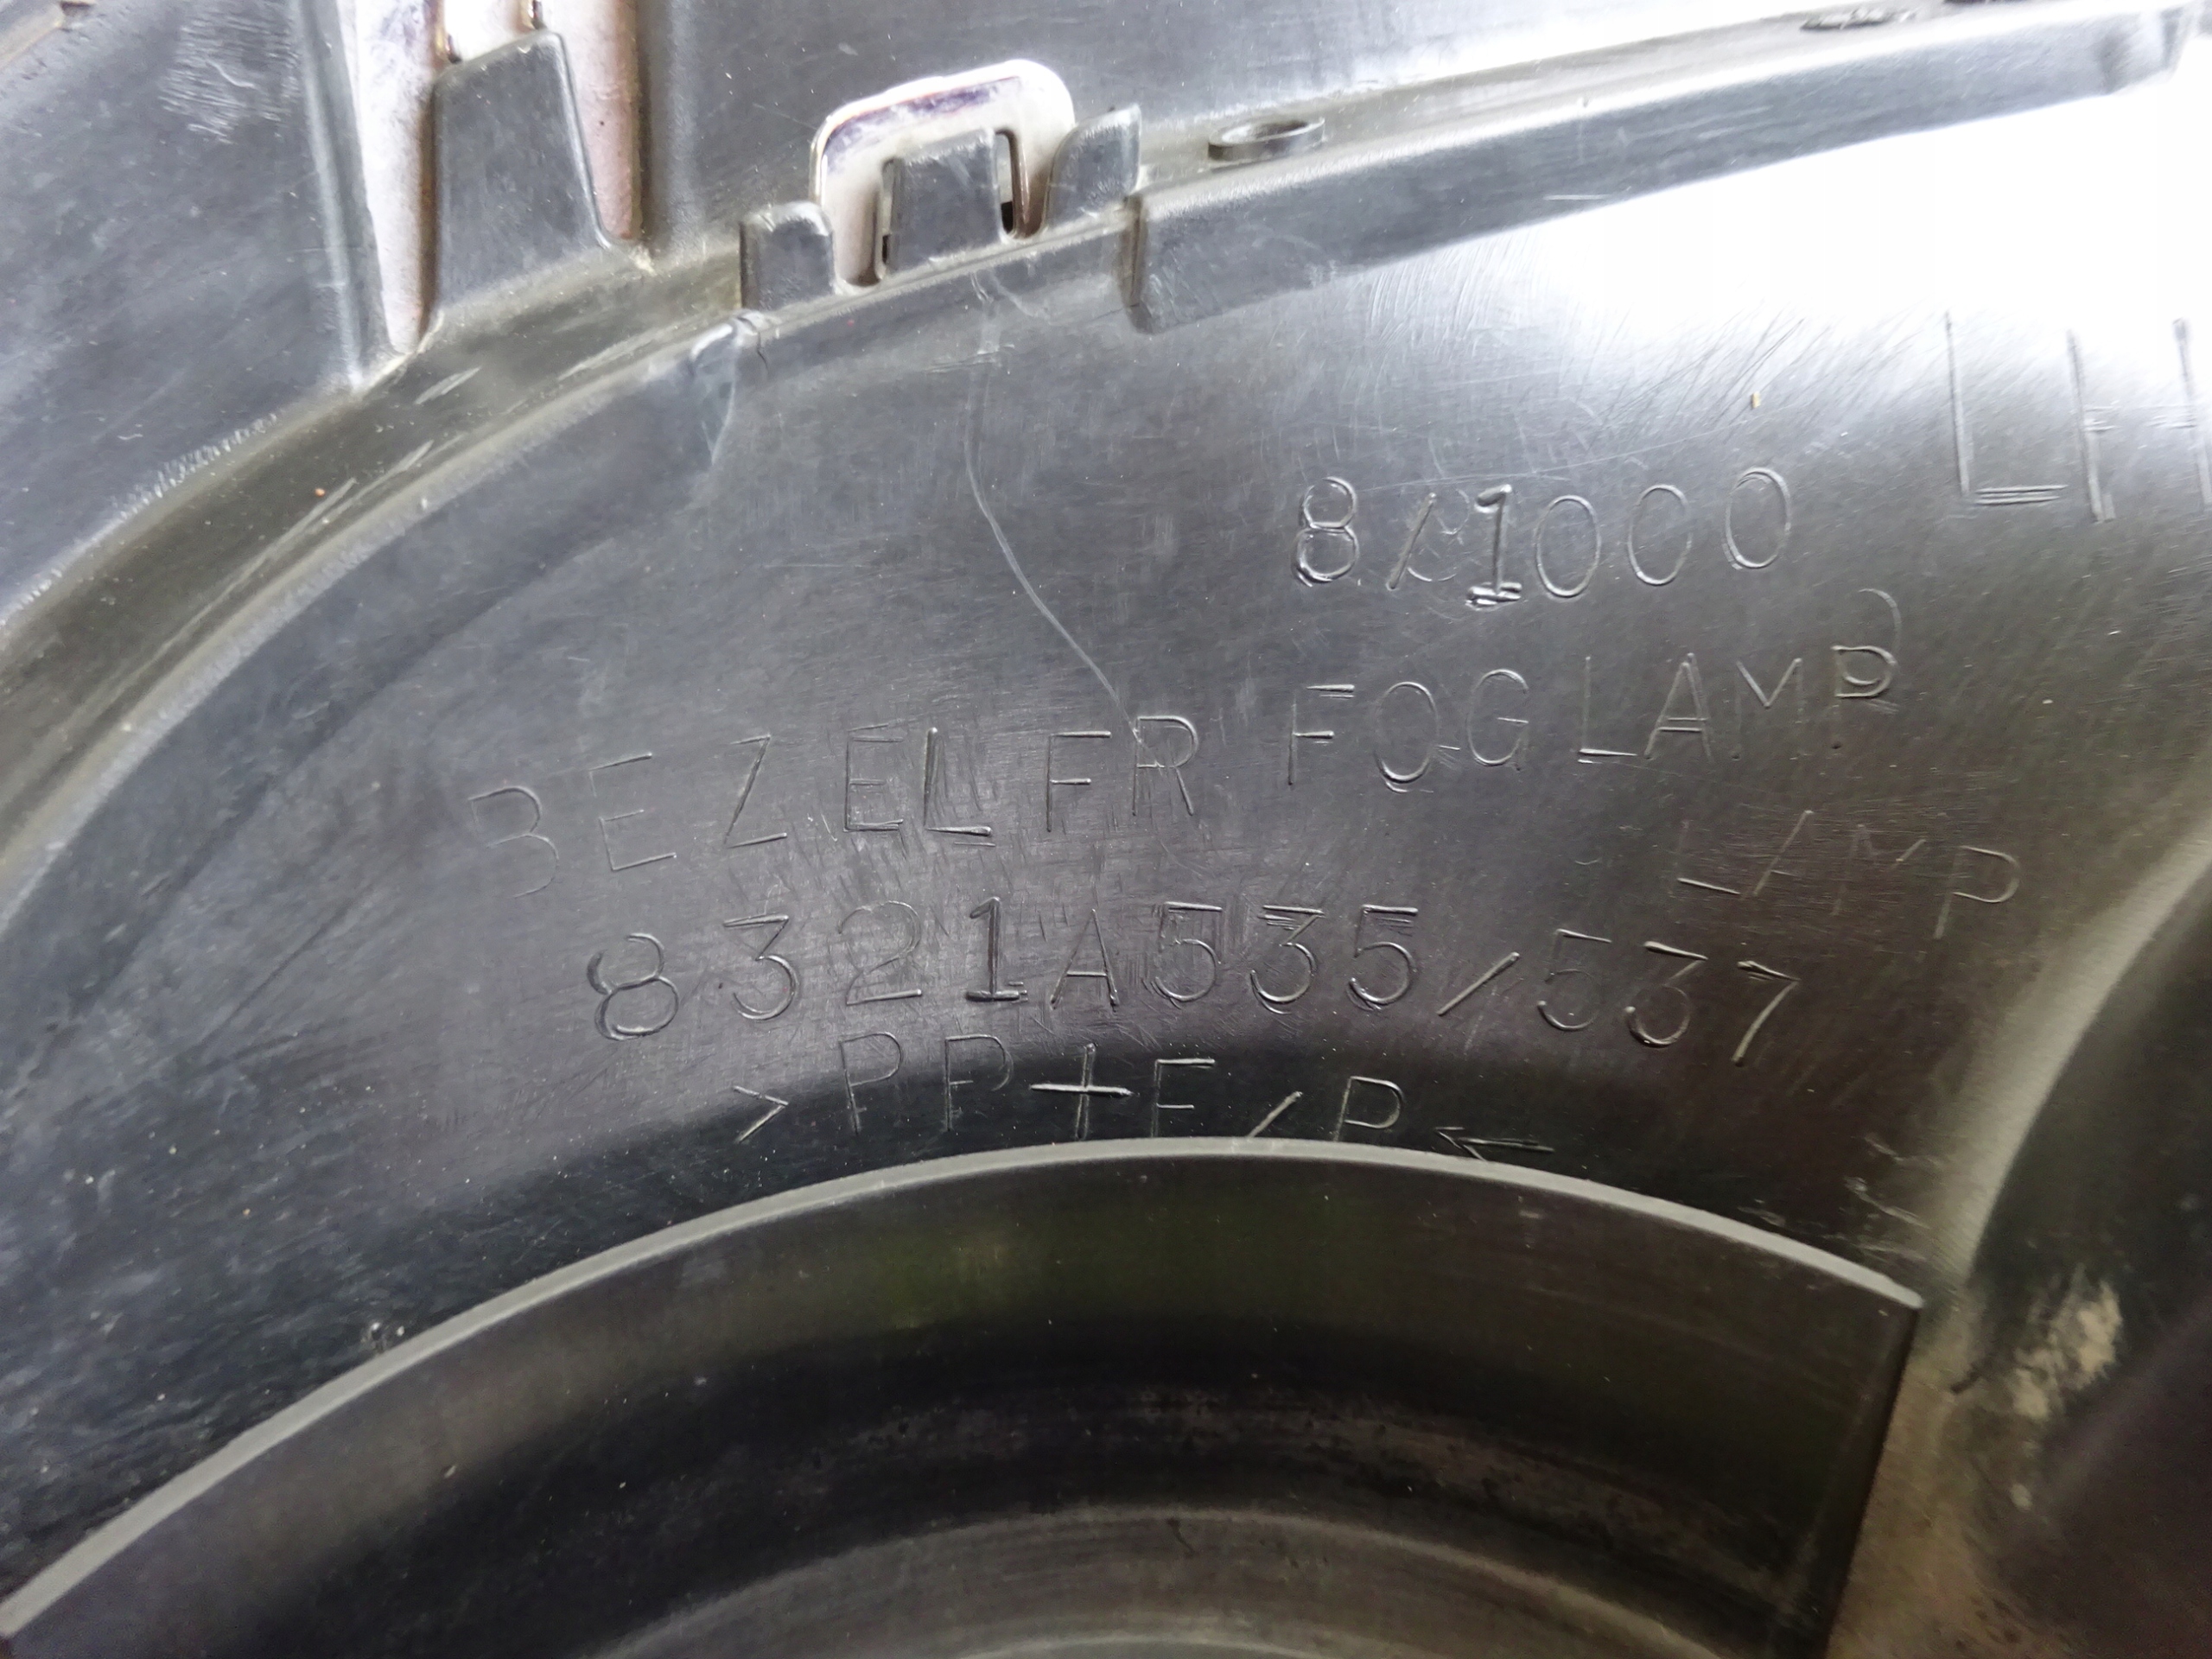 LH
8/1000
BEZEL FR FOG LAMP
LAMP
8321A535/537
>PP+E/P<